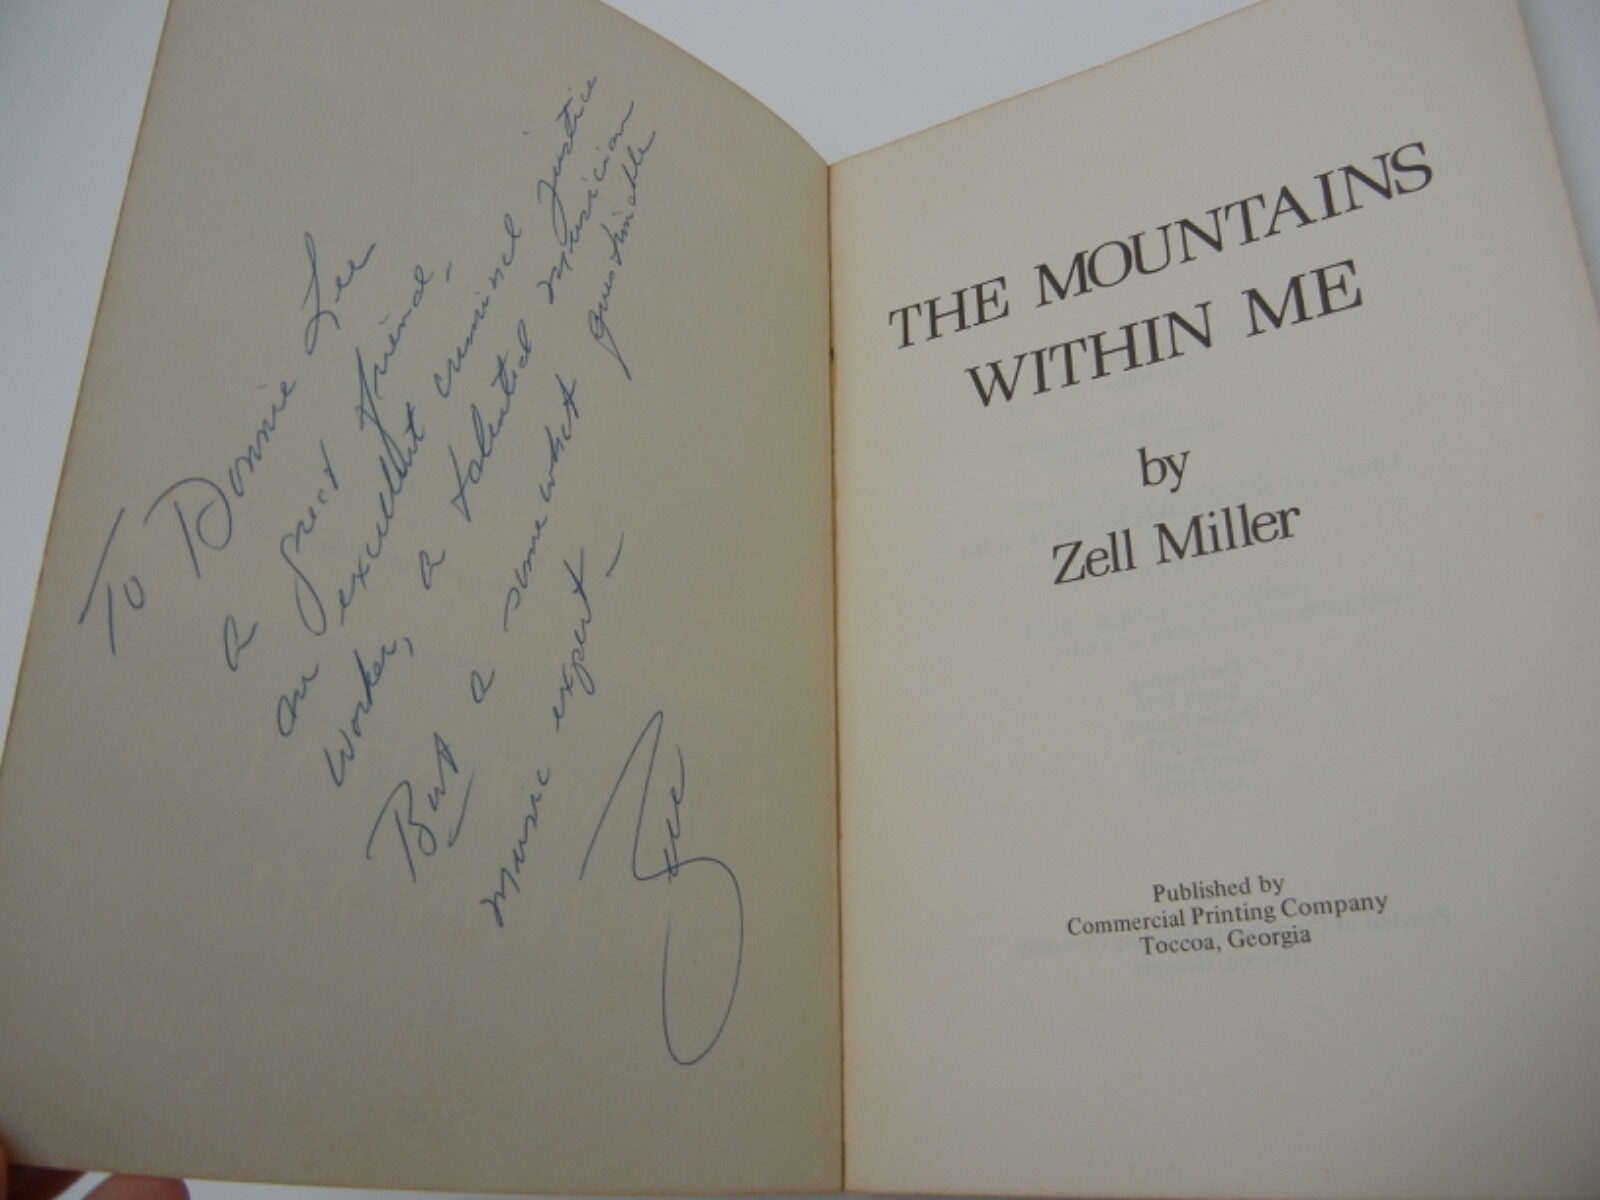 To Donnie Lee
a great friend -
an excellent criminal justice
worker, a talented musician
But a somewhat questionable
music expert -
Zell
THE MOUNTAINS
WITHIN ME
by
Zell Miller
Published by
Commercial Printing Company
Toccoa, Georgia